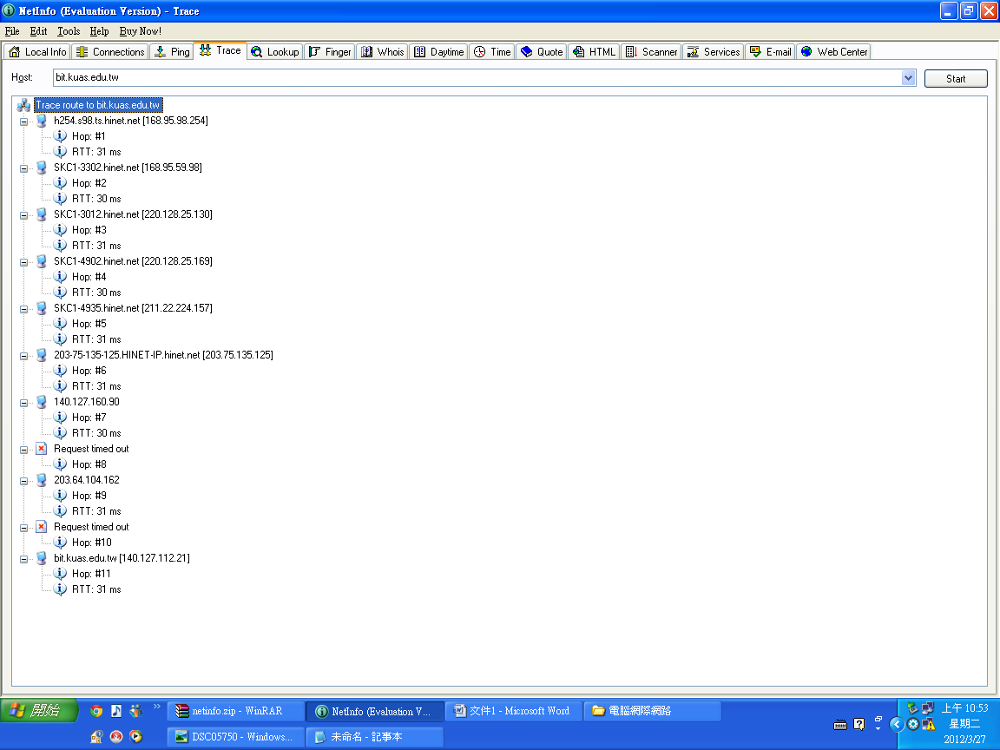 NetInfo (Evaluation Version) - Trace
File Edit Tools Help Buy Now!
Local Info Connections Ping Trace Lookup Finger Whois Daytime Time Quote HTML Scanner Services E-mail Web Center
Host: bit.kuas.edu.tw Start
Trace route to bit.kuas.edu.tw
h254.s98.ts.hinet.net [168.95.98.254]
Hop: #1
RTT: 31 ms
SKC1-3302.hinet.net [168.95.59.98]
Hop: #2
RTT: 30 ms
SKC1-3012.hinet.net [220.128.25.130]
Hop: #3
RTT: 31 ms
SKC1-4902.hinet.net [220.128.25.169]
Hop: #4
RTT: 30 ms
SKC1-4935.hinet.net [211.22.224.157]
Hop: #5
RTT: 31 ms
203-75-135-125.HINET-IP.hinet.net [203.75.135.125]
Hop: #6
RTT: 31 ms
140.127.160.90
Hop: #7
RTT: 30 ms
Request timed out
Hop: #8
203.64.104.162
Hop: #9
RTT: 31 ms
Request timed out
Hop: #10
bit.kuas.edu.tw [140.127.112.21]
Hop: #11
RTT: 31 ms
開始 netinfo.zip - WinRAR NetInfo (Evaluation V... 文件1 - Microsoft Word 電腦網際網路 上午 10:53
星期二
DSC05750 - Windows... 未命名 - 記事本 2012/3/27